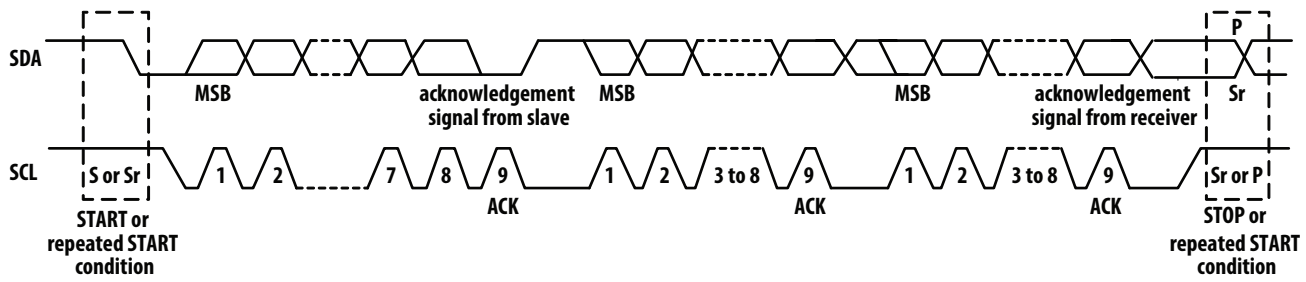 P
SDA
MSB
acknowledgement
signal from slave
MSB
MSB
acknowledgement
signal from receiver
Sr
SCL
S or Sr
1
2
7
8
9
1
2
3 to 8
9
1
2
3 to 8
9
Sr or P
ACK
ACK
ACK
START or
repeated START
condition
STOP or
repeated START
condition